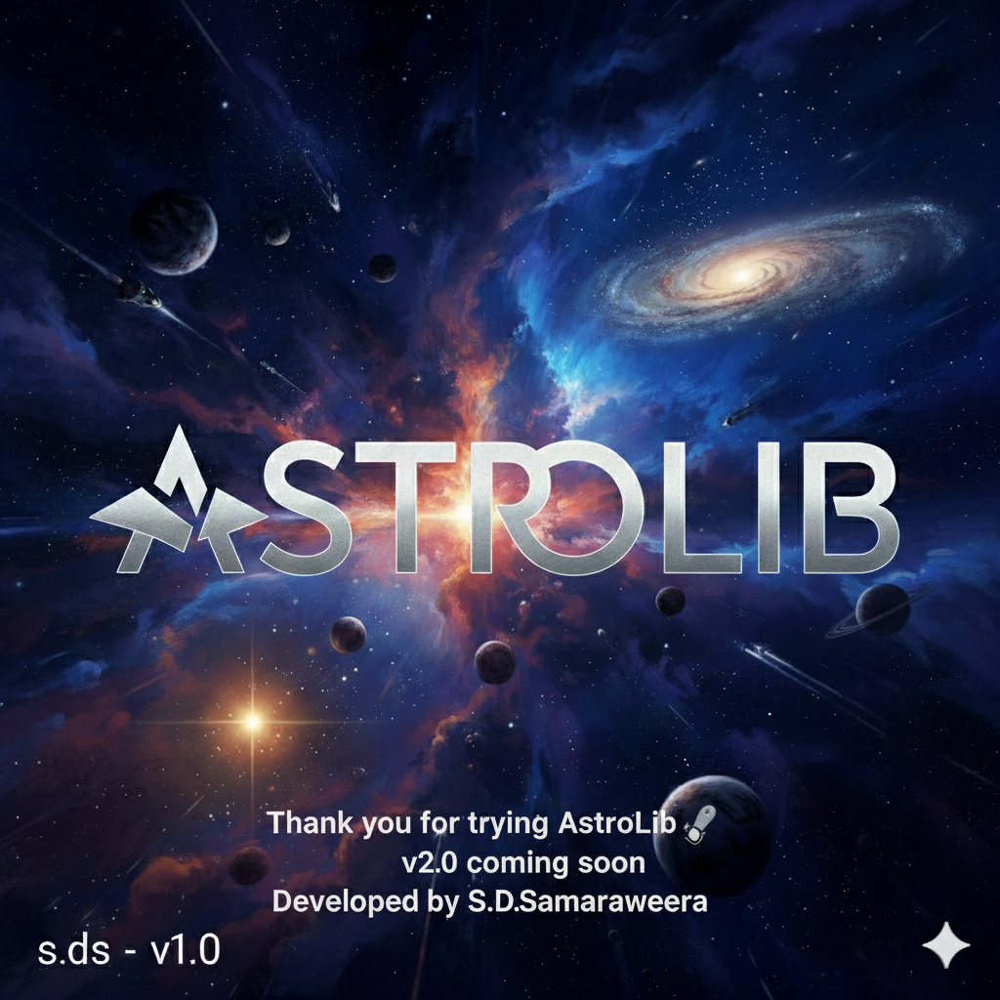 ASTROLIB
Thank you for trying AstroLib
v2.0 coming soon
Developed by S.D.Samaraweera
s.ds - v1.0